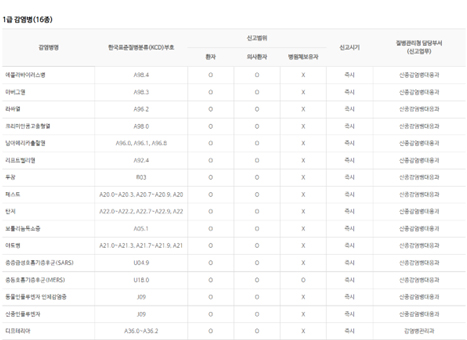 1급 감염병(16종)
감염병명 한국표준질병분류(KCD)부호 신고범위 신고시기 질병관리청 담당부서
(신고업무)
환자 의사환자 병원체보유자
에볼라바이러스병 A98.4 O O X 즉시 신종감염병대응과
마버그열 A98.3 O O X 즉시 신종감염병대응과
라싸열 A96.2 O O X 즉시 신종감염병대응과
크리미안콩고출혈열 A98.0 O O X 즉시 신종감염병대응과
남아메리카출혈열 A96.0, A96.1, A96.8 O O X 즉시 신종감염병대응과
리프트밸리열 A92.4 O O X 즉시 신종감염병대응과
두창 B03 O O X 즉시 신종감염병대응과
페스트 A20.0~A20.3, A20.7~A20.9, A20 O O X 즉시 신종감염병대응과
탄저 A22.0~A22.2, A22.7~A22.9, A22 O O X 즉시 신종감염병대응과
보툴리눔독소증 A05.1 O O X 즉시 신종감염병대응과
야토병 A21.0~A21.3, A21.7~A21.9, A21 O O X 즉시 신종감염병대응과
중증급성호흡기증후군(SARS) U04.9 O O X 즉시 신종감염병대응과
중동호흡기증후군(MERS) U18.0 O O O 즉시 신종감염병대응과
동물인플루엔자 인체감염증 J09 O O X 즉시 신종감염병대응과
신종인플루엔자 J09 O O X 즉시 신종감염병대응과
디프테리아 A36.0~A36.2 O O X 즉시 감염병관리과